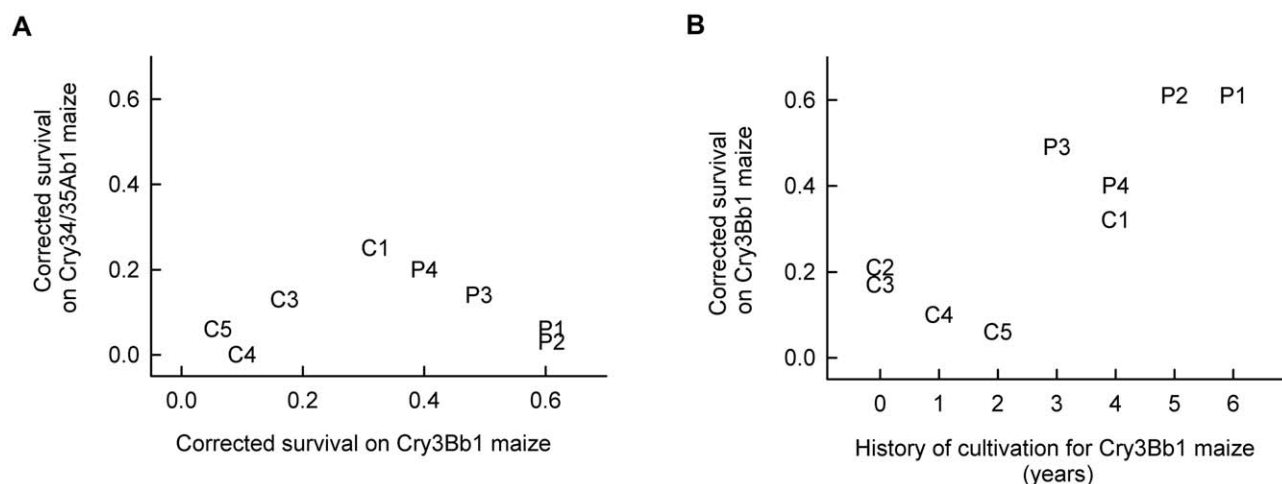 A
Corrected survival
on Cry34/35Ab1 maize
0.6
0.4
0.2
0.0
C1
P4
P3
C3
C5
P1
P2
C4
0.0 0.2 0.4 0.6
Corrected survival on Cry3Bb1 maize
B
Corrected survival
on Cry3Bb1 maize
0.6
0.4
0.2
0.0
P2 P1
P3
P4
C1
C2
C3
C4
C5
0 1 2 3 4 5 6
History of cultivation for Cry3Bb1 maize
(years)